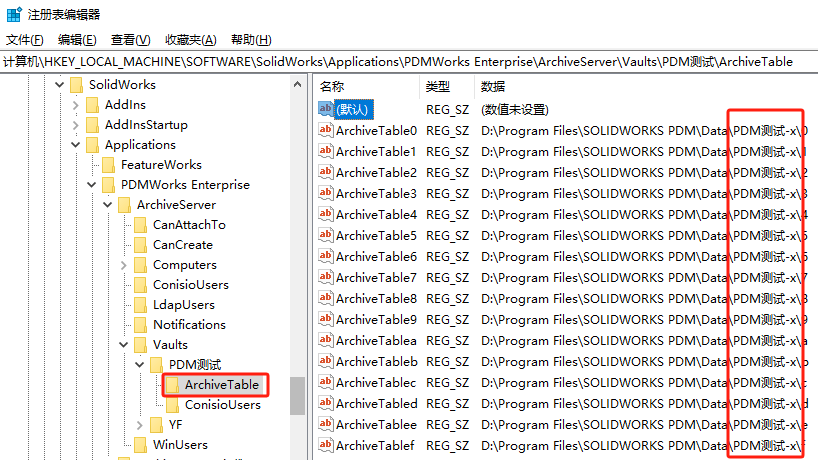 注册表编辑器
文件(F) 编辑(E) 查看(V) 收藏夹(A) 帮助(H)
计算机\HKEY_LOCAL_MACHINE\SOFTWARE\SolidWorks\Applications\PDMWorks Enterprise\ArchiveServer\Vaults\PDM测试\ArchiveTable
SolidWorks
AddIns
AddInsStartup
Applications
FeatureWorks
PDMWorks Enterprise
ArchiveServer
CanAttachTo
CanCreate
Computers
ConisioUsers
LdapUsers
Notifications
Vaults
PDM测试
ArchiveTable
ConisioUsers
YF
WinUsers
名称 类型 数据
(默认) REG_SZ (数值未设置)
ArchiveTable0 REG_SZ D:\Program Files\SOLIDWORKS PDM\Data\PDM测试-x\0
ArchiveTable1 REG_SZ D:\Program Files\SOLIDWORKS PDM\Data\PDM测试-x\1
ArchiveTable2 REG_SZ D:\Program Files\SOLIDWORKS PDM\Data\PDM测试-x\2
ArchiveTable3 REG_SZ D:\Program Files\SOLIDWORKS PDM\Data\PDM测试-x\3
ArchiveTable4 REG_SZ D:\Program Files\SOLIDWORKS PDM\Data\PDM测试-x\4
ArchiveTable5 REG_SZ D:\Program Files\SOLIDWORKS PDM\Data\PDM测试-x\5
ArchiveTable6 REG_SZ D:\Program Files\SOLIDWORKS PDM\Data\PDM测试-x\6
ArchiveTable7 REG_SZ D:\Program Files\SOLIDWORKS PDM\Data\PDM测试-x\7
ArchiveTable8 REG_SZ D:\Program Files\SOLIDWORKS PDM\Data\PDM测试-x\8
ArchiveTable9 REG_SZ D:\Program Files\SOLIDWORKS PDM\Data\PDM测试-x\9
ArchiveTablea REG_SZ D:\Program Files\SOLIDWORKS PDM\Data\PDM测试-x\a
ArchiveTableb REG_SZ D:\Program Files\SOLIDWORKS PDM\Data\PDM测试-x\b
ArchiveTablec REG_SZ D:\Program Files\SOLIDWORKS PDM\Data\PDM测试-x\c
ArchiveTabled REG_SZ D:\Program Files\SOLIDWORKS PDM\Data\PDM测试-x\d
ArchiveTablee REG_SZ D:\Program Files\SOLIDWORKS PDM\Data\PDM测试-x\e
ArchiveTablef REG_SZ D:\Program Files\SOLIDWORKS PDM\Data\PDM测试-x\f